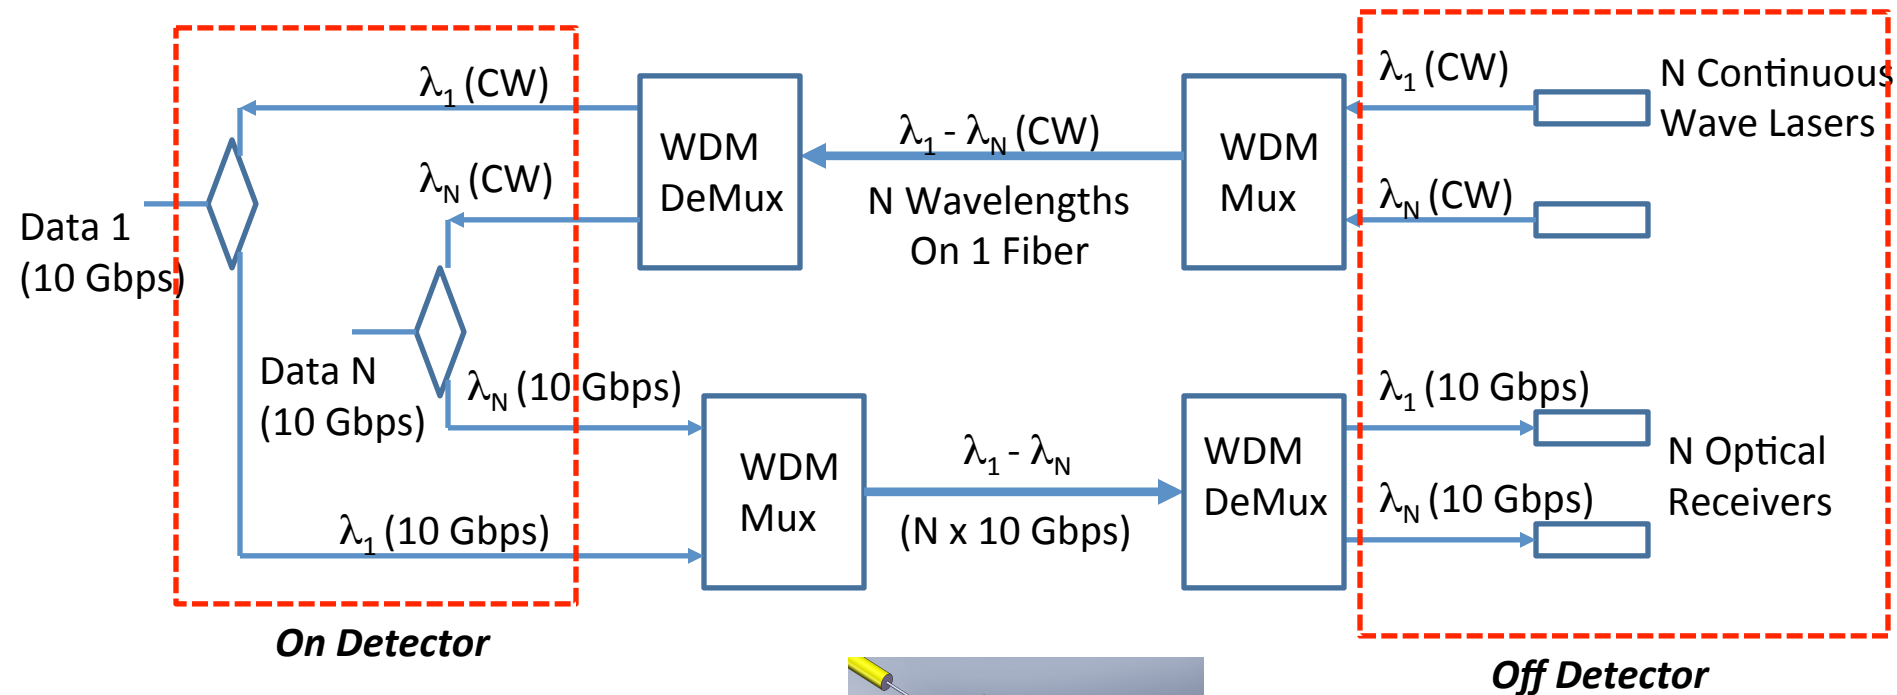 λ1 (CW)
λN (CW)
Data 1
(10 Gbps)
Data N
(10 Gbps)
λN (10 Gbps)
λ1 (10 Gbps)
On Detector
WDM
DeMux
λ1 - λN (CW)
N Wavelengths
On 1 Fiber
WDM
Mux
λ1 (CW)
λN (CW)
N Continuous
Wave Lasers
WDM
Mux
λ1 - λN
(N x 10 Gbps)
WDM
DeMux
λ1 (10 Gbps)
λN (10 Gbps)
N Optical
Receivers
Off Detector